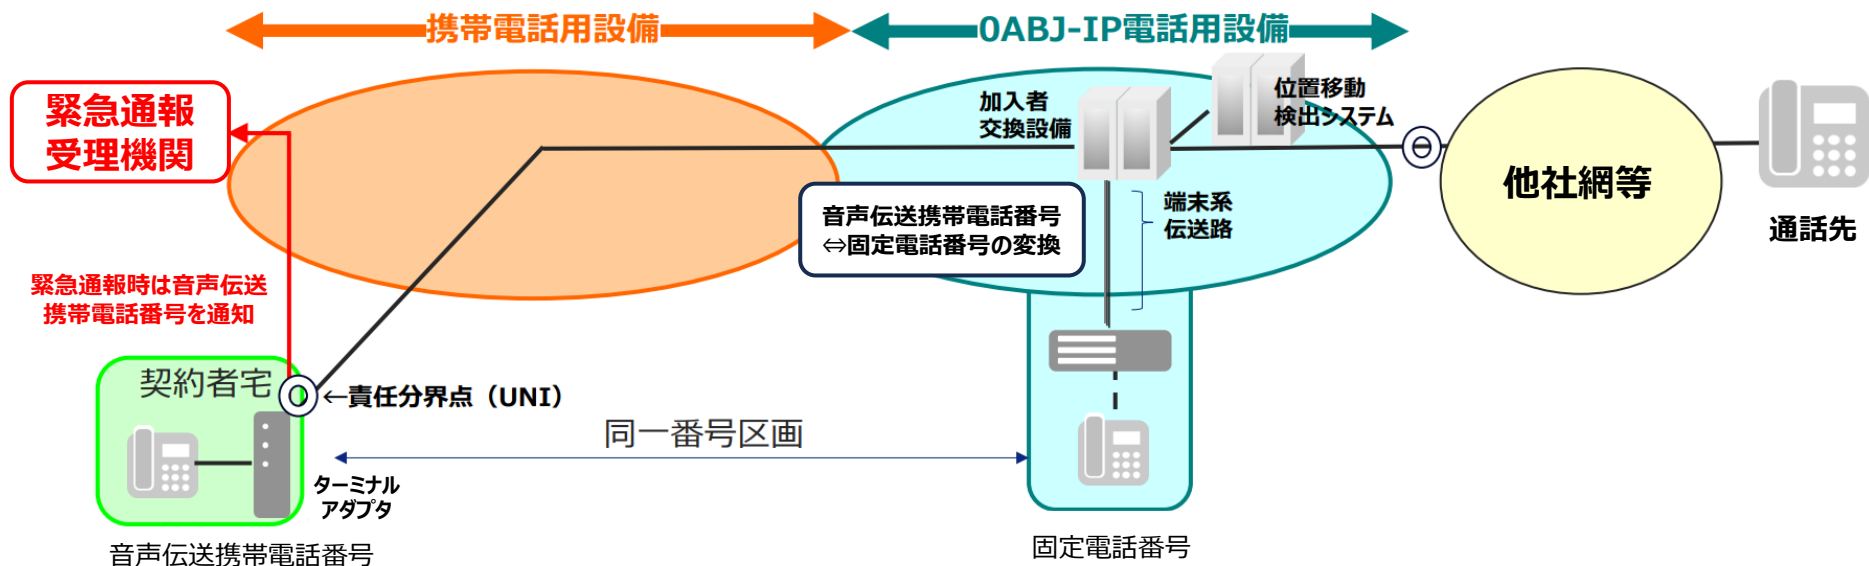 携帯電話用設備
0ABJ-IP電話用設備
緊急通報
受理機関
加入者
交換設備
位置移動
検出システム
他社網等
通話先
音声伝送携帯電話番号
⇔固定電話番号の変換
端末系
伝送路
緊急通報時は音声伝送
携帯電話番号を通知
契約者宅
←責任分界点（UNI）
同一番号区画
ターミナル
アダプタ
音声伝送携帯電話番号
固定電話番号